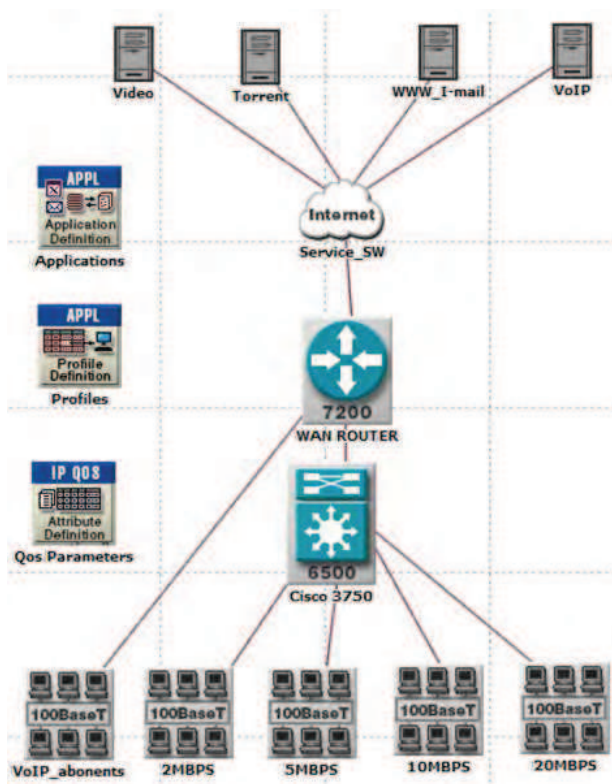 Video
Torrent
WWW_I-mail
VoIP
APPL
Application
Definition
Applications
Internet
Service_SW
APPL
Profiile
Definition
Profiles
7200
WAN ROUTER
IP QOS
Attribute
Definition
Qos Parameters
6500
Cisco 3750
100BaseT
100BaseT
100BaseT
100BaseT
100BaseT
VoIP_abonents
2MBPS
5MBPS
10MBPS
20MBPS